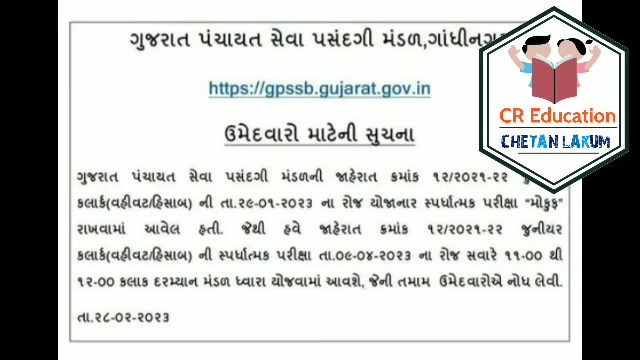 ગુજરાત પંચાયત સેવા પસંદગી મંડળ,ગાંધીનગર
https://gpssb.gujarat.gov.in
ઉમેદવારો માટેની સુચના
ગુજરાત પંચાયત સેવા પસંદગી મંડળની જાહેરાત ક્રમાંક ૧૨/૨૦૨૧-૨૨
કલાર્ક(વહીવટ/હિસાબ) ની તા.૨૯-૦૧-૨૦૨૩ ના રોજ યોજાનાર સ્પર્ધાત્મક પરીક્ષા “મોકુફ”
રાખવામાં આવેલ હતી. જેથી હવે જાહેરાત ક્રમાંક ૧૨/૨૦૨૧-૨૨ જુનીયર
કલાર્ક(વહીવટ/હિસાબ) ની સ્પર્ધાત્મક પરીક્ષા તા.૦૯-૦૪-૨૦૨૩ ના રોજ સવારે ૧૧-૦૦ થી
૧૨-૦૦ કલાક દરમ્યાન મંડળ ધ્વારા યોજવામાં આવશે, જેની તમામ ઉમેદવારોએ નોધ લેવી.
તા.૨૮-૦૨-૨૦૨૩
CR Education
CHETAN LAKUM